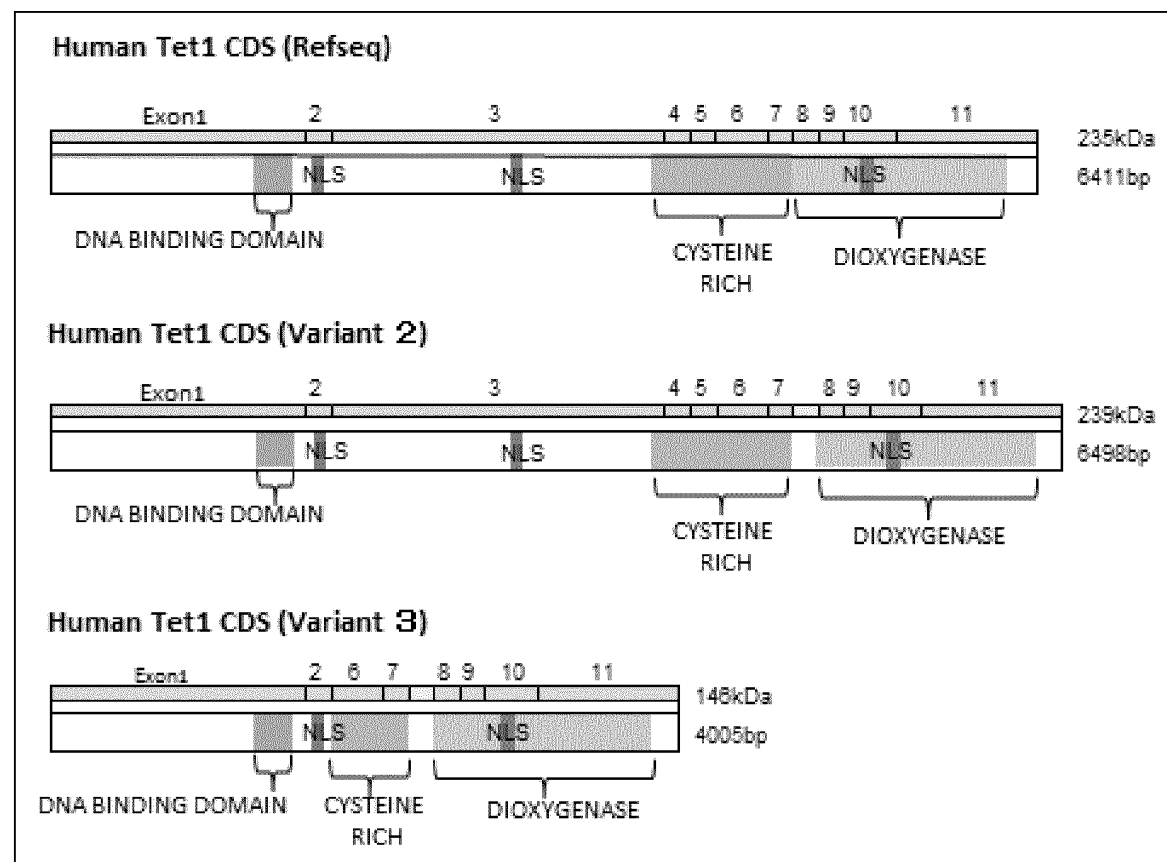 Human Tet1 CDS (Refseq)
Exon1 2 3 4 5 6 7 8 9 10 11
235kDa
NLS NLS NLS
6411bp
DNA BINDING DOMAIN
CYSTEINE
RICH
DIOXYGENASE
Human Tet1 CDS (Variant 2)
Exon1 2 3 4 5 6 7 8 9 10 11
239kDa
NLS NLS NLS
6498bp
DNA BINDING DOMAIN
CYSTEINE
RICH
DIOXYGENASE
Human Tet1 CDS (Variant 3)
Exon1 2 6 7 8 9 10 11
146kDa
NLS NLS
4005bp
DNA BINDING DOMAIN
CYSTEINE
RICH
DIOXYGENASE